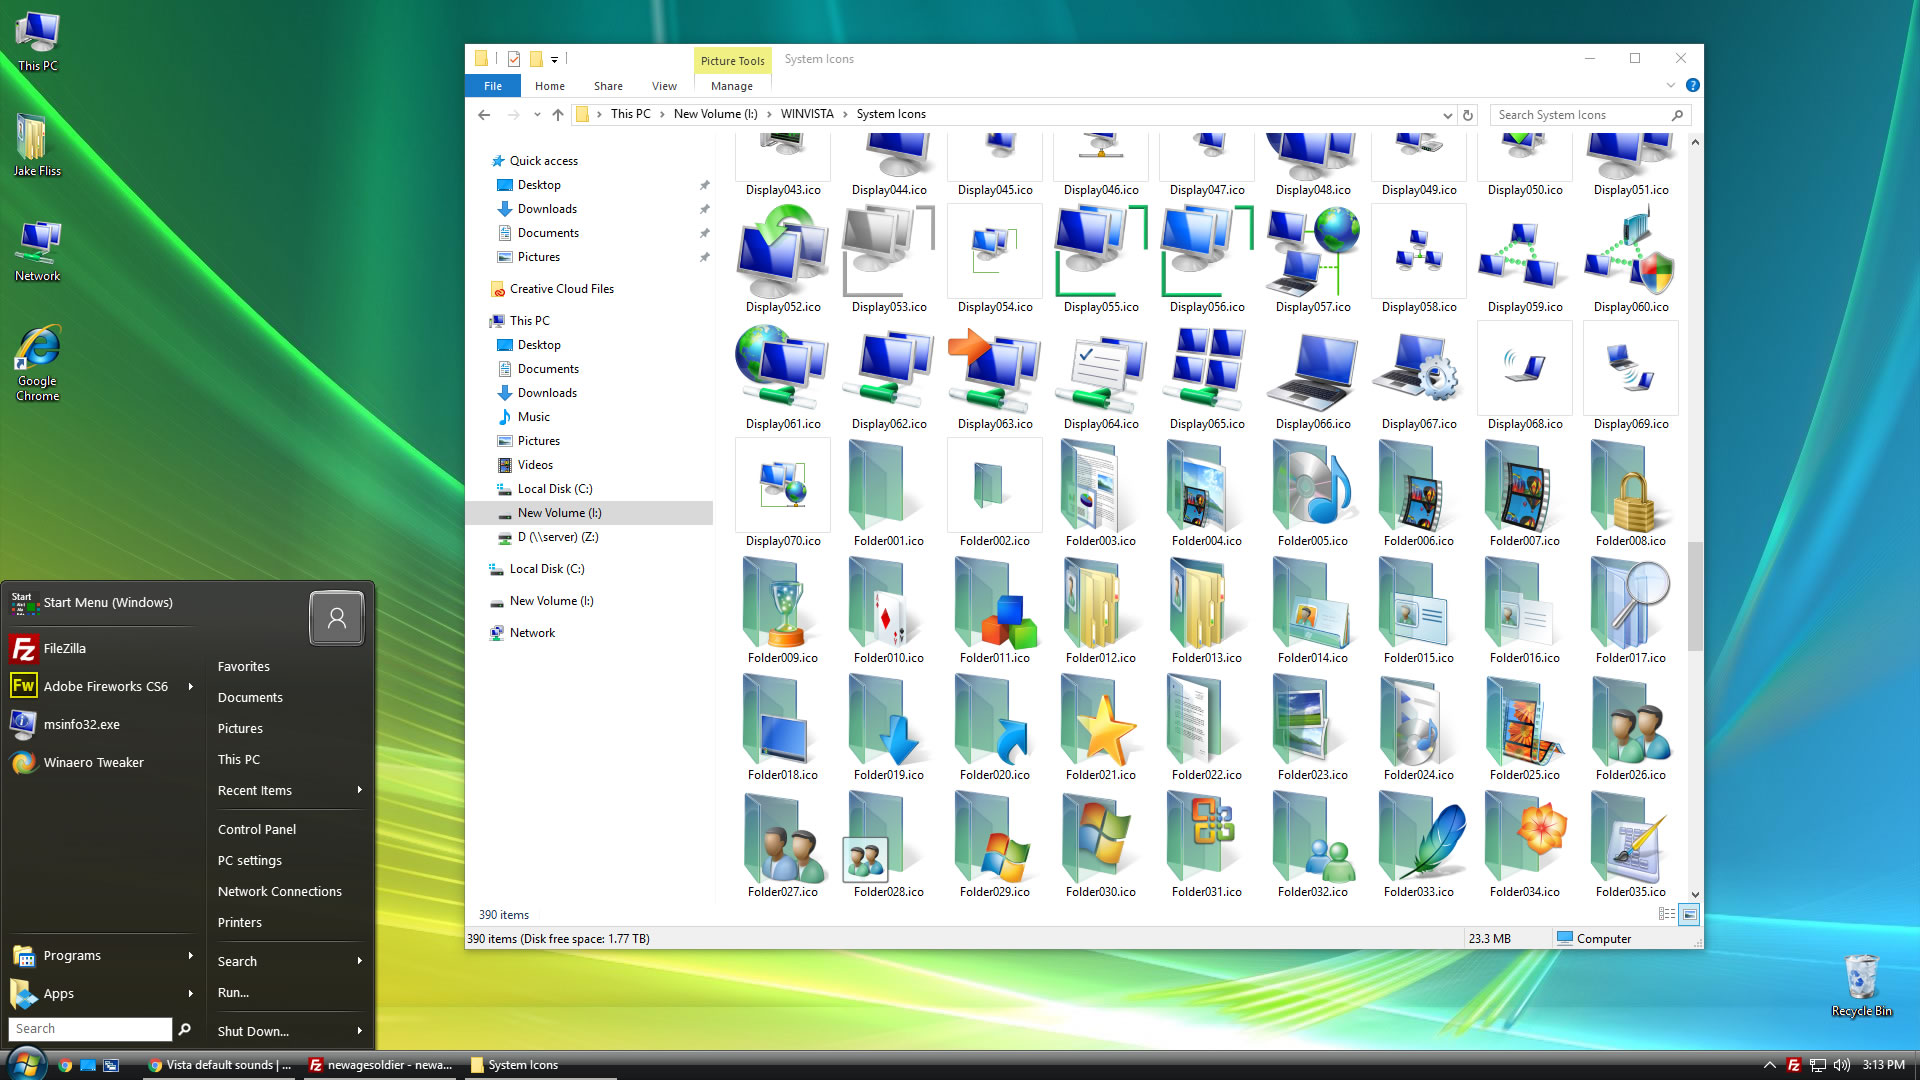 This PC
Jake Fliss
Network
Google
Chrome
Picture Tools
System Icons
File
Home
Share
View
Manage
This PC
New Volume (I:)
WINVISTA
System Icons
Search System Icons
Quick access
Desktop
Downloads
Documents
Pictures
Creative Cloud Files
This PC
Desktop
Documents
Downloads
Music
Pictures
Videos
Local Disk (C:)
New Volume (I:)
D (\\server) (Z:)
Local Disk (C:)
New Volume (I:)
Network
Display043.ico
Display044.ico
Display045.ico
Display046.ico
Display047.ico
Display048.ico
Display049.ico
Display050.ico
Display051.ico
Display052.ico
Display053.ico
Display054.ico
Display055.ico
Display056.ico
Display057.ico
Display058.ico
Display059.ico
Display060.ico
Display061.ico
Display062.ico
Display063.ico
Display064.ico
Display065.ico
Display066.ico
Display067.ico
Display068.ico
Display069.ico
Display070.ico
Folder001.ico
Folder002.ico
Folder003.ico
Folder004.ico
Folder005.ico
Folder006.ico
Folder007.ico
Folder008.ico
Folder009.ico
Folder010.ico
Folder011.ico
Folder012.ico
Folder013.ico
Folder014.ico
Folder015.ico
Folder016.ico
Folder017.ico
Folder018.ico
Folder019.ico
Folder020.ico
Folder021.ico
Folder022.ico
Folder023.ico
Folder024.ico
Folder025.ico
Folder026.ico
Folder027.ico
Folder028.ico
Folder029.ico
Folder030.ico
Folder031.ico
Folder032.ico
Folder033.ico
Folder034.ico
Folder035.ico
390 items
390 items (Disk free space: 1.77 TB)
23.3 MB
Computer
Start
Start Menu (Windows)
Fz
FileZilla
Fw
Adobe Fireworks CS6
msinfo32.exe
Winaero Tweaker
Programs
Apps
Search
Favorites
Documents
Pictures
This PC
Recent Items
Control Panel
PC settings
Network Connections
Printers
Search
Run...
Shut Down...
Recycle Bin
Vista default sounds | ...
Fz
newagesoldier - newa...
System Icons
Fz
3:13 PM